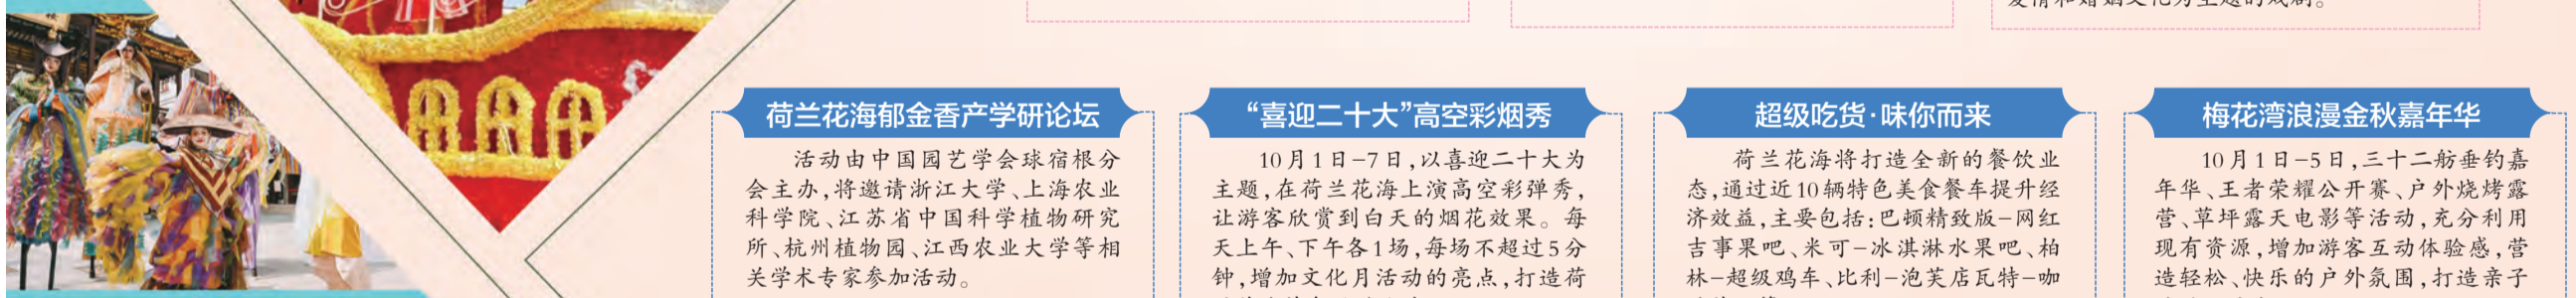 爱情和婚姻文化为主题的戏剧。
荷兰花海郁金香产学研论坛
活动由中国园艺学会球宿根分
会主办,将邀请浙江大学、上海农业
科学院、江苏省中国科学植物研究
所、杭州植物园、江西农业大学等相
关学术专家参加活动。
“喜迎二十大”高空彩烟秀
10月1日-7日,以喜迎二十大为
主题,在荷兰花海上演高空彩弹秀,
让游客欣赏到白天的烟花效果。每
天上午、下午各1场,每场不超过5分
钟,增加文化月活动的亮点,打造荷
超级吃货·味你而来
荷兰花海将打造全新的餐饮业
态,通过近10辆特色美食餐车提升经
济效益,主要包括:巴顿精致版-网红
吉事果吧、米可-冰淇淋水果吧、柏
林-超级鸡车、比利-泡芙店瓦特-咖
梅花湾浪漫金秋嘉年华
10月1日-5日,三十二舫垂钓嘉
年华、王者荣耀公开赛、户外烧烤露
营、草坪露天电影等活动,充分利用
现有资源,增加游客互动体验感,营
造轻松、快乐的户外氛围,打造亲子